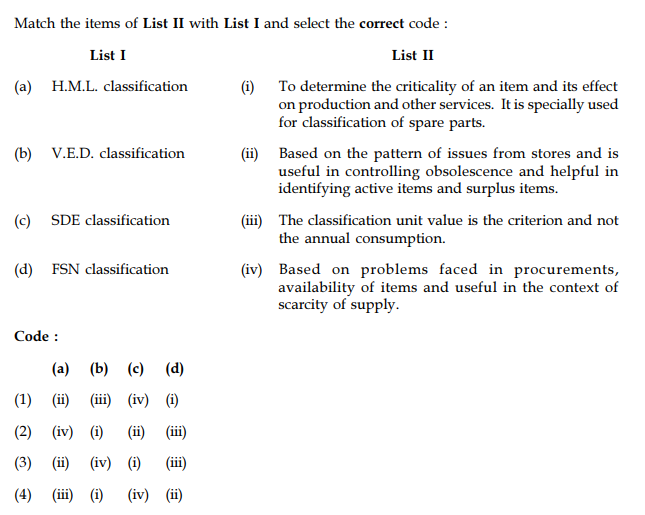 Match the items of List II with List I and select the correct code :
List I List II
(a) H.M.L. classification (i) To determine the criticality of an item and its effect
on production and other services. It is specially used
for classification of spare parts.
(b) V.E.D. classification (ii) Based on the pattern of issues from stores and is
useful in controlling obsolescence and helpful in
identifying active items and surplus items.
(c) SDE classification (iii) The classification unit value is the criterion and not
the annual consumption.
(d) FSN classification (iv) Based on problems faced in procurements,
availability of items and useful in the context of
scarcity of supply.
Code :
(a) (b) (c) (d)
(1) (ii) (iii) (iv) (i)
(2) (iv) (i) (ii) (iii)
(3) (ii) (iv) (i) (iii)
(4) (iii) (i) (iv) (ii)